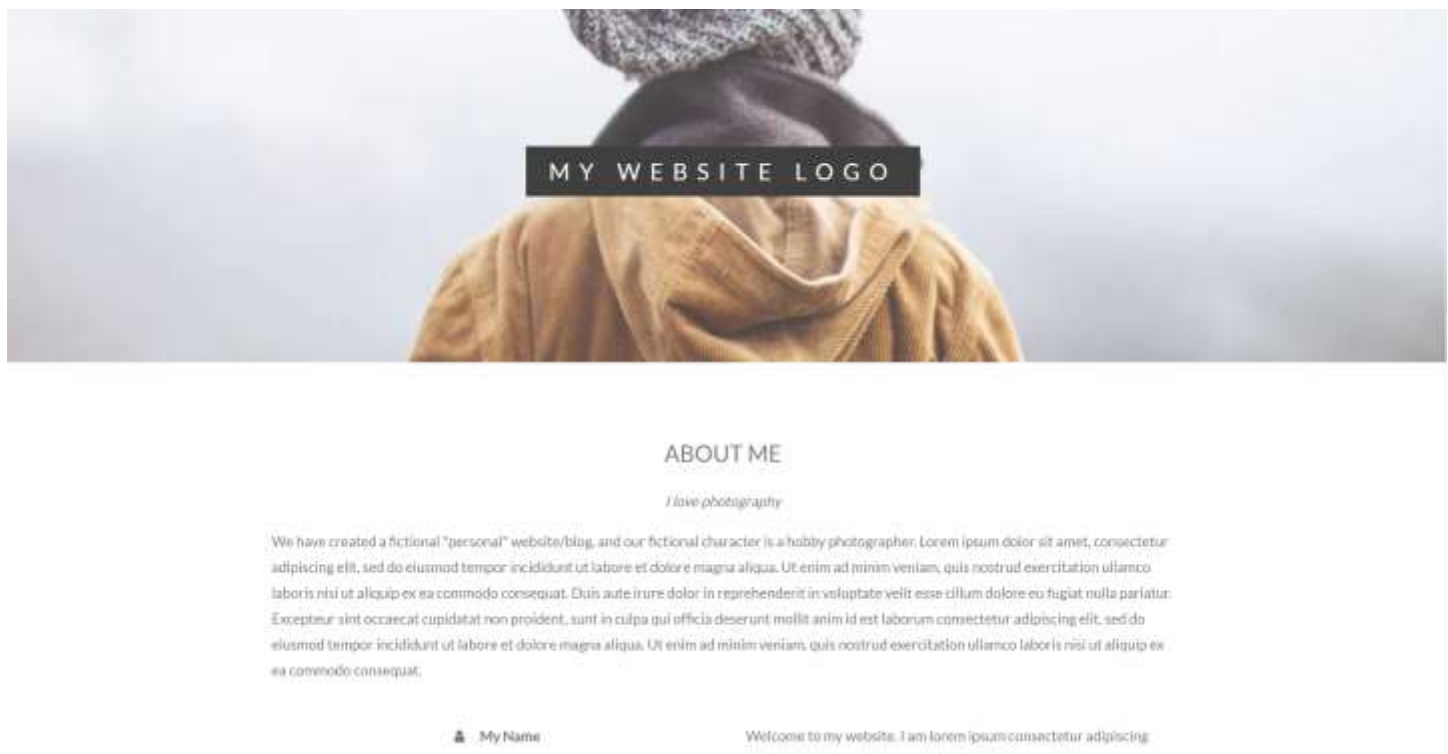 MY WEBSITE LOGO
ABOUT ME
I love photography
We have created a fictional "personal" website/blog, and our fictional character is a hobby photographer. Lorem ipsum dolor sit amet, consectetur
adipiscing elit, sed do eiusmod tempor incididunt ut labore et dolore magna aliqua. Ut enim ad minim veniam, quis nostrud exercitation ullamco
laboris nisi ut aliquip ex ea commodo consequat. Duis aute irure dolor in reprehenderit in voluptate velit esse cillum dolore eu fugiat nulla pariatur.
Excepteur sint occaecat cupidatat non proident, sunt in culpa qui officia deserunt mollit anim id est laborum consectetur adipiscing elit, sed do
eiusmod tempor incididunt ut labore et dolore magna aliqua. Ut enim ad minim veniam, quis nostrud exercitation ullamco laboris nisi ut aliquip ex
ea commodo consequat.
My Name
Welcome to my website. I am lorem ipsum consectetur adipiscing